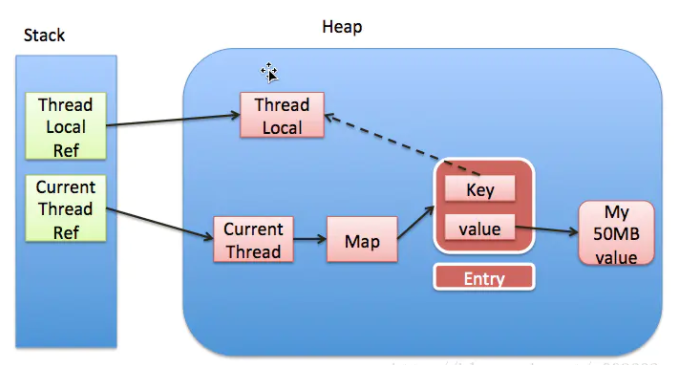 Stack
Heap
Thread
Local
Ref
Thread
Local
Current
Thread
Ref
Key
Current
Thread
Map
value
My
50MB
value
Entry